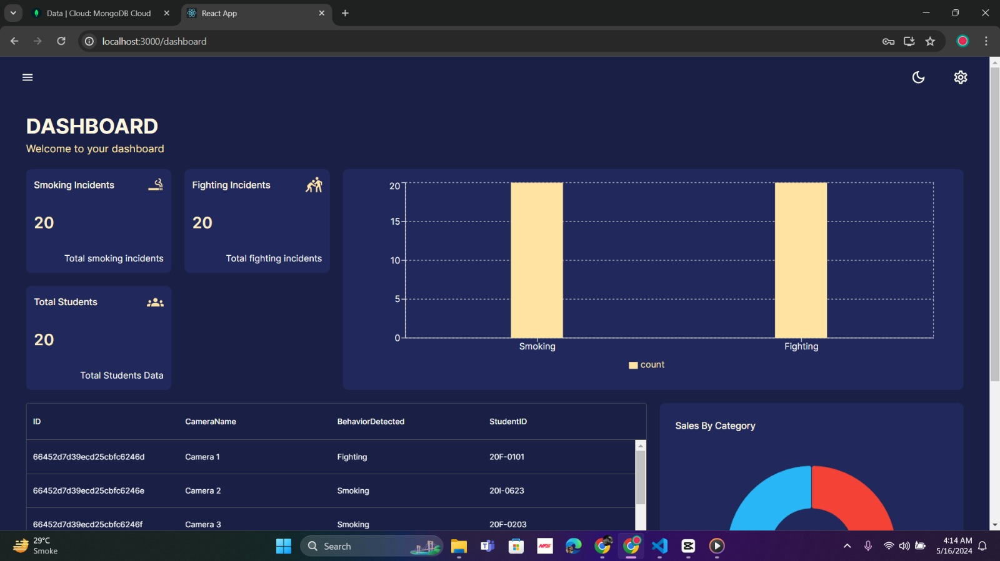 Data | Cloud: MongoDB Cloud
React App
localhost:3000/dashboard
DASHBOARD
Welcome to your dashboard
Smoking Incidents
20
Total smoking incidents
Fighting Incidents
20
Total fighting incidents
Total Students
20
Total Students Data
20
15
10
5
0
Smoking Fighting
count
ID CameraName BehaviorDetected StudentID
66452d7d39ecd25cbfc6246d Camera 1 Fighting 20F-0101
66452d7d39ecd25cbfc6246e Camera 2 Smoking 20I-0623
66452d7d39ecd25cbfc6246f Camera 3 Smoking 20F-0203
Sales By Category
29°C
Smoke
Search
NFS
4:14 AM
5/16/2024